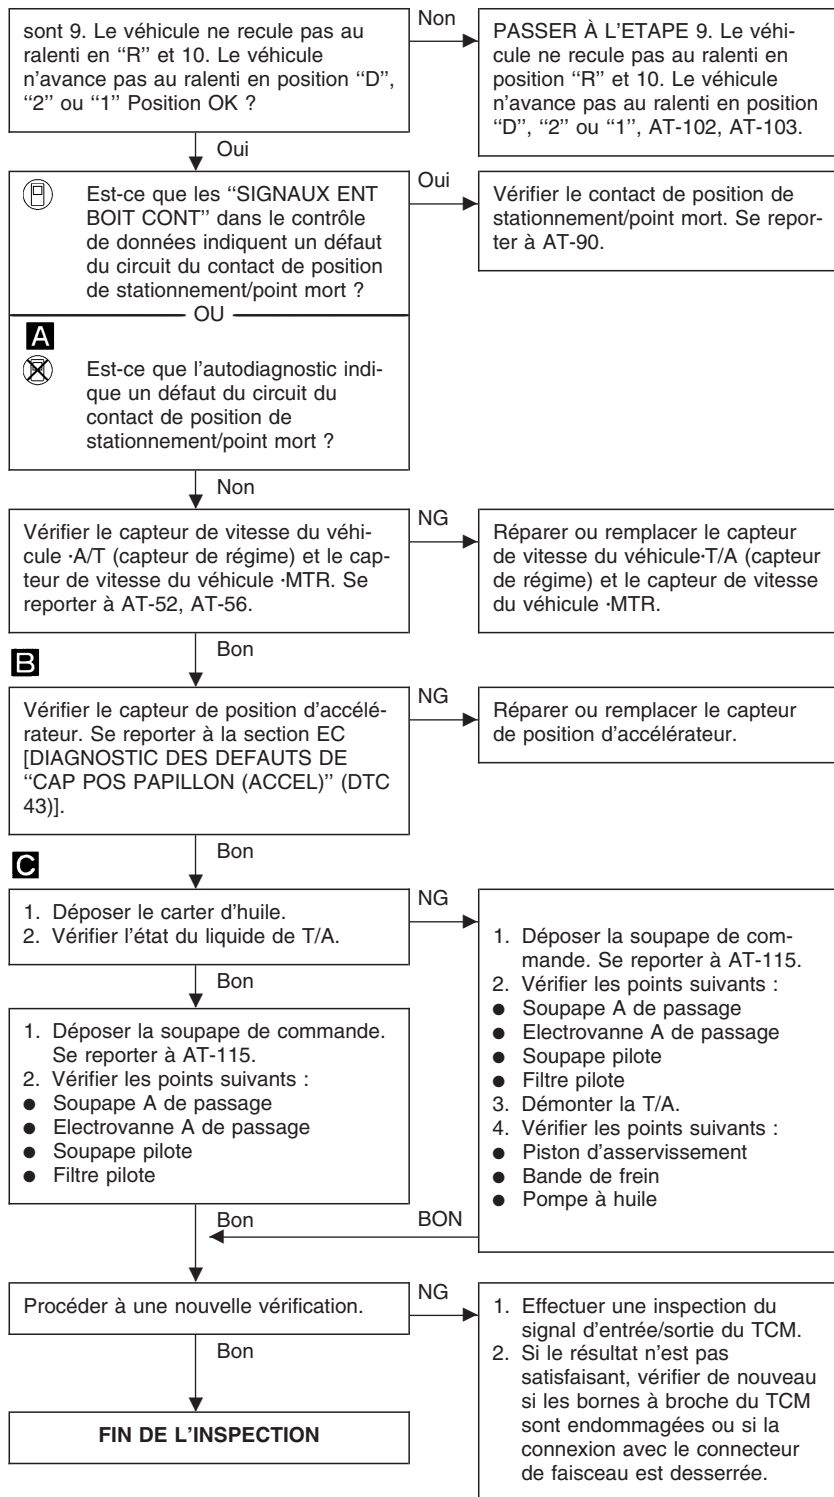 sont 9. Le véhicule ne recule pas au
ralenti en “R” et 10. Le véhicule
n’avance pas au ralenti en position “D”,
“2” ou “1” Position OK ?
Non
PASSER À L’ETAPE 9. Le véhi-
cule ne recule pas au ralenti en
position “R” et 10. Le véhicule
n’avance pas au ralenti en position
“D”, “2” ou “1”, AT-102, AT-103.
Oui
Est-ce que les “SIGNAUX ENT
BOIT CONT” dans le contrôle
de données indiquent un défaut
du circuit du contact de position
de stationnement/point mort ?
Oui
Vérifier le contact de position de
stationnement/point mort. Se repor-
ter à AT-90.
OU
A
Est-ce que l’autodiagnostic indi-
que un défaut du circuit du
contact de position de
stationnement/point mort ?
Non
Vérifier le capteur de vitesse du véhi-
cule ·A/T (capteur de régime) et le cap-
teur de vitesse du véhicule ·MTR. Se
reporter à AT-52, AT-56.
NG
Réparer ou remplacer le capteur
de vitesse du véhicule·T/A (capteur
de régime) et le capteur de vitesse
du véhicule ·MTR.
Bon
B
Vérifier le capteur de position d’accélé-
rateur. Se reporter à la section EC
[DIAGNOSTIC DES DEFAUTS DE
“CAP POS PAPILLON (ACCEL)” (DTC
43)].
NG
Réparer ou remplacer le capteur
de position d’accélérateur.
Bon
C
1. Déposer le carter d’huile.
2. Vérifier l’état du liquide de T/A.
NG
1. Déposer la soupape de com-
mande. Se reporter à AT-115.
2. Vérifier les points suivants :
● Soupape A de passage
● Electrovanne A de passage
● Soupape pilote
● Filtre pilote
3. Démonter la T/A.
4. Vérifier les points suivants :
● Piston d’asservissement
● Bande de frein
● Pompe à huile
Bon
1. Déposer la soupape de commande.
Se reporter à AT-115.
2. Vérifier les points suivants :
● Soupape A de passage
● Electrovanne A de passage
● Soupape pilote
● Filtre pilote
Bon
BON
Procéder à une nouvelle vérification.
NG
1. Effectuer une inspection du
signal d’entrée/sortie du TCM.
2. Si le résultat n’est pas
satisfaisant, vérifier de nouveau
si les bornes à broche du TCM
sont endommagées ou si la
connexion avec le connecteur
de faisceau est desserrée.
Bon
FIN DE L’INSPECTION